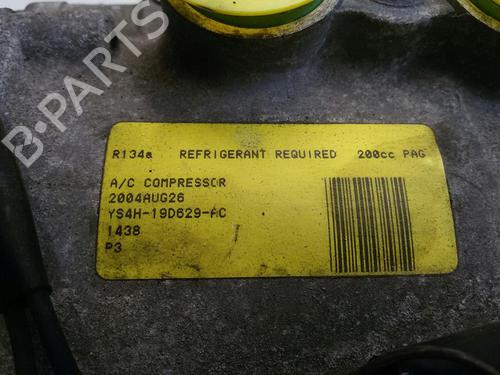 B-PARTS
R134a REFRIGERANT REQUIRED 200cc PAG
A/C COMPRESSOR
2004AUG26
YS4H-19D629-AC
1438
P3